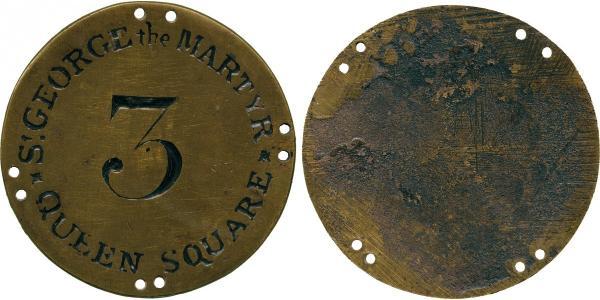 ★ St GEORGE the MARTYR ★
3
QUEEN SQUARE